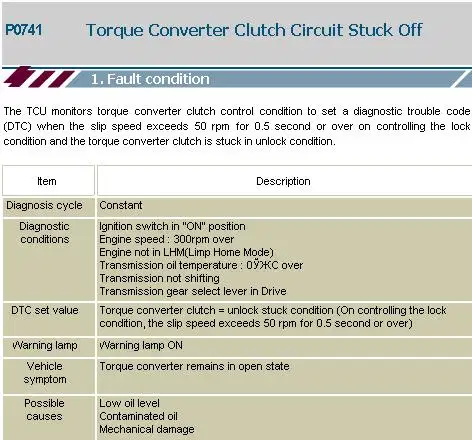 P0741 Torque Converter Clutch Circuit Stuck Off
1. Fault condition
The TCU monitors torque converter clutch control condition to set a diagnostic trouble code
(DTC) when the slip speed exceeds 50 rpm for 0.5 second or over on controlling the lock
condition and the torque converter clutch is stuck in unlock condition.
Item Description
Diagnosis cycle Constant
Diagnostic Ignition switch in "ON" position
conditions Engine speed : 300rpm over
Engine not in LHM(Limp Home Mode)
Transmission oil temperature : 0ЎЖC over
Transmission not shifting
Transmission gear select lever in Drive
DTC set value Torque converter clutch = unlock stuck condition (On controlling the lock
condition, the slip speed exceeds 50 rpm for 0.5 second or over)
Warning lamp Warning lamp ON
Vehicle Torque converter remains in open state
symptom
Possible Low oil level
causes Contaminated oil
Mechanical damage